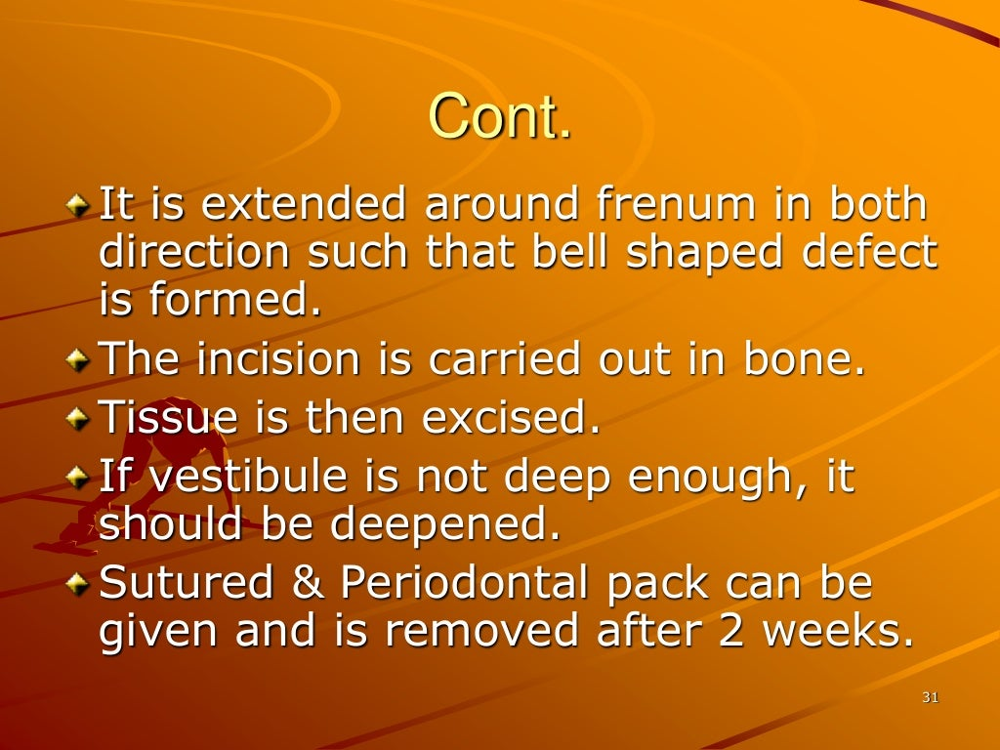 Cont.
It is extended around frenum in both
direction such that bell shaped defect
is formed.
The incision is carried out in bone.
Tissue is then excised.
If vestibule is not deep enough, it
should be deepened.
Sutured & Periodontal pack can be
given and is removed after 2 weeks.
31